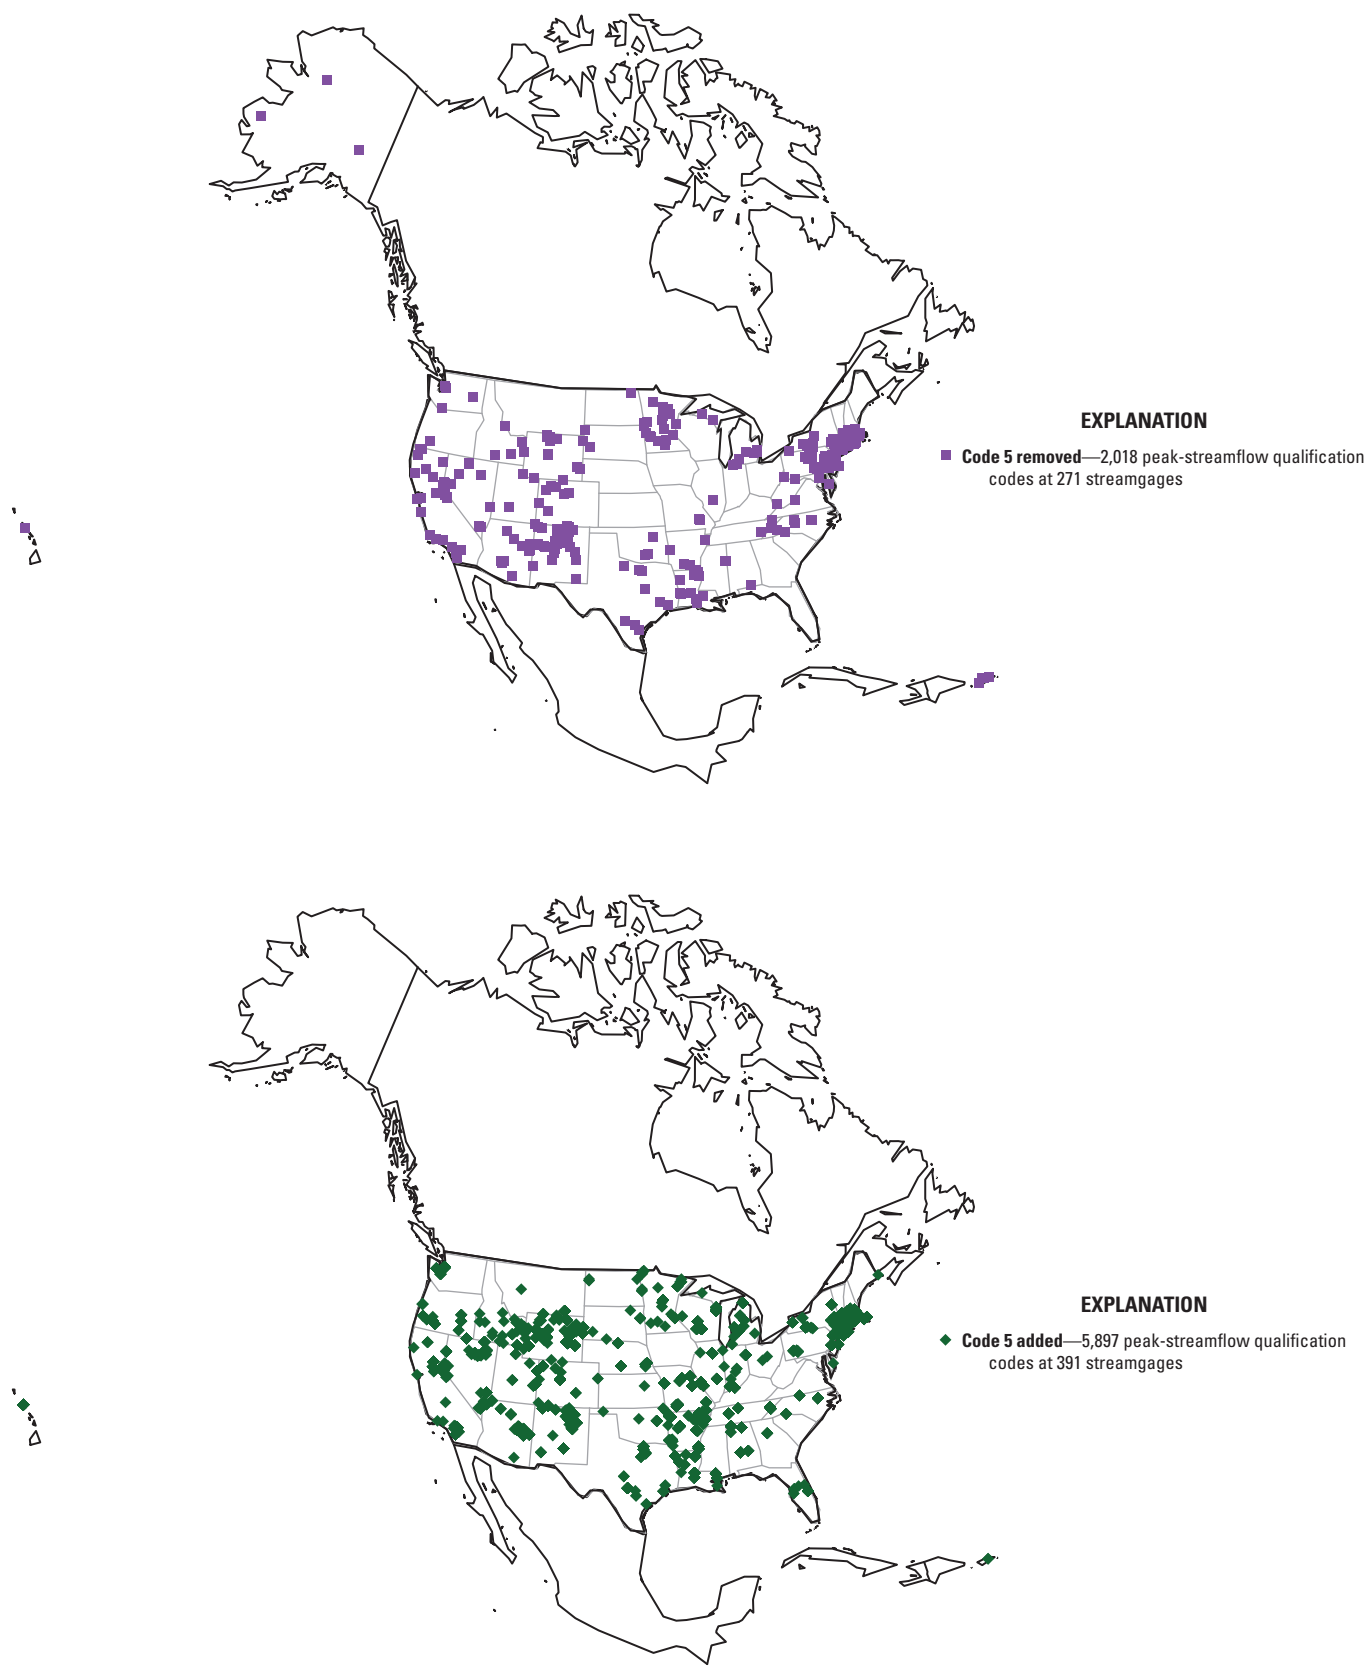 EXPLANATION
Code 5 removed—2,018 peak-streamflow qualification
codes at 271 streamgages
EXPLANATION
Code 5 added—5,897 peak-streamflow qualification
codes at 391 streamgages